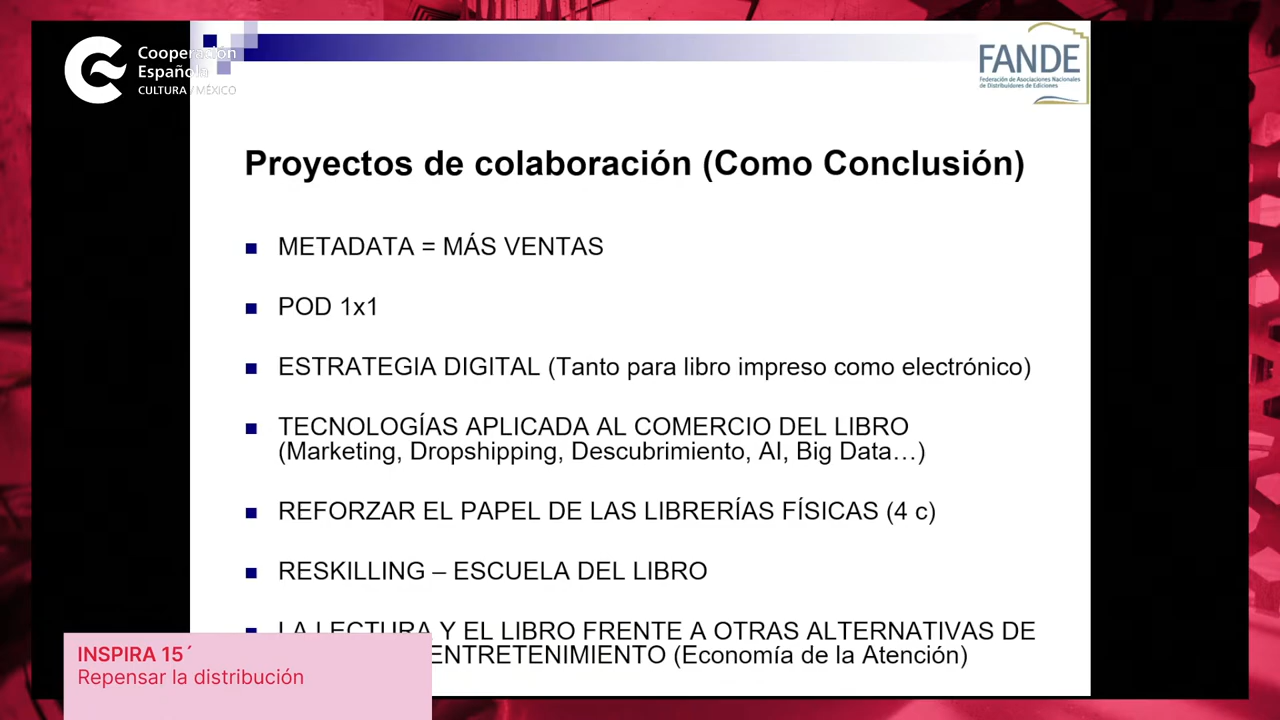 Cooperación
Española
CULTURA / MÉXICO
FANDE
Federación de Asociaciones Nacionales
de Distribuidores de Ediciones
Proyectos de colaboración (Como Conclusión)
METADATA = MÁS VENTAS
POD 1x1
ESTRATEGIA DIGITAL (Tanto para libro impreso como electrónico)
TECNOLOGÍAS APLICADA AL COMERCIO DEL LIBRO
(Marketing, Dropshipping, Descubrimiento, AI, Big Data…)
REFORZAR EL PAPEL DE LAS LIBRERÍAS FÍSICAS (4 c)
RESKILLING – ESCUELA DEL LIBRO
LA LECTURA Y EL LIBRO FRENTE A OTRAS ALTERNATIVAS DE
ENTRETENIMIENTO (Economía de la Atención)
INSPIRA 15´
Repensar la distribución